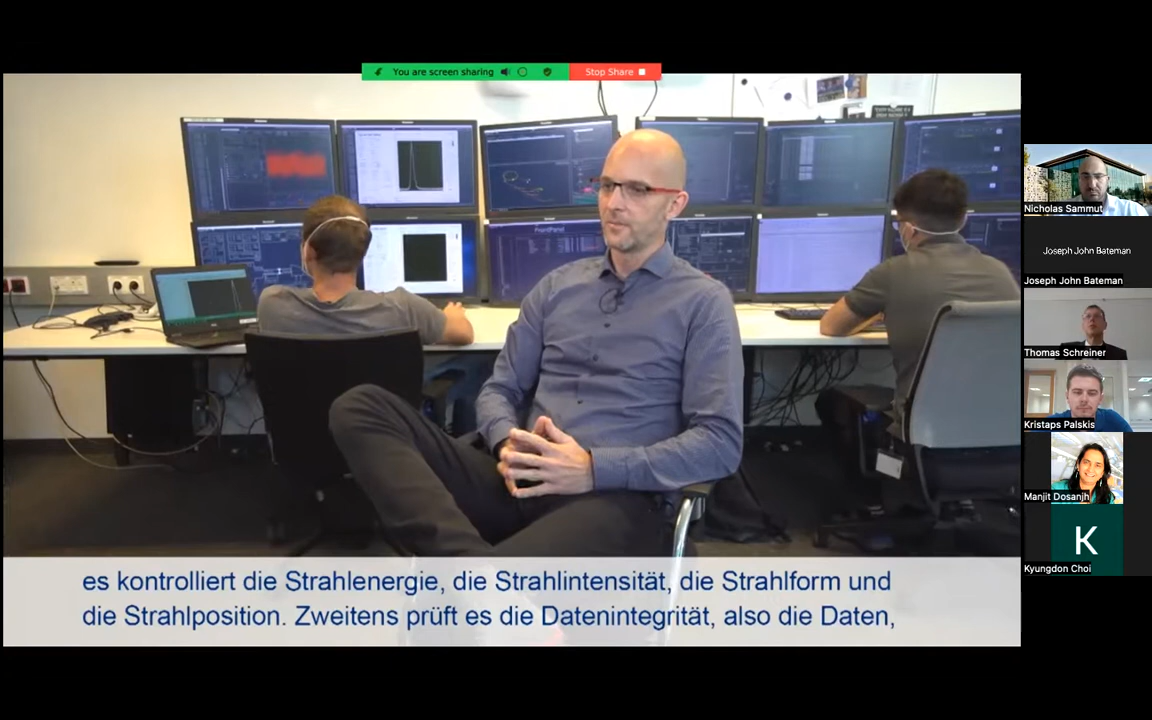 You are screen sharing
Stop Share
FrontPanel
Nicholas Sammut
Joseph John Bateman
Joseph John Bateman
Thomas Schreiner
Kristaps Palskis
Manjit Dosanjh
K
Kyungdon Choi
es kontrolliert die Strahlenergie, die Strahlintensität, die Strahlform und
die Strahlposition. Zweitens prüft es die Datenintegrität, also die Daten,